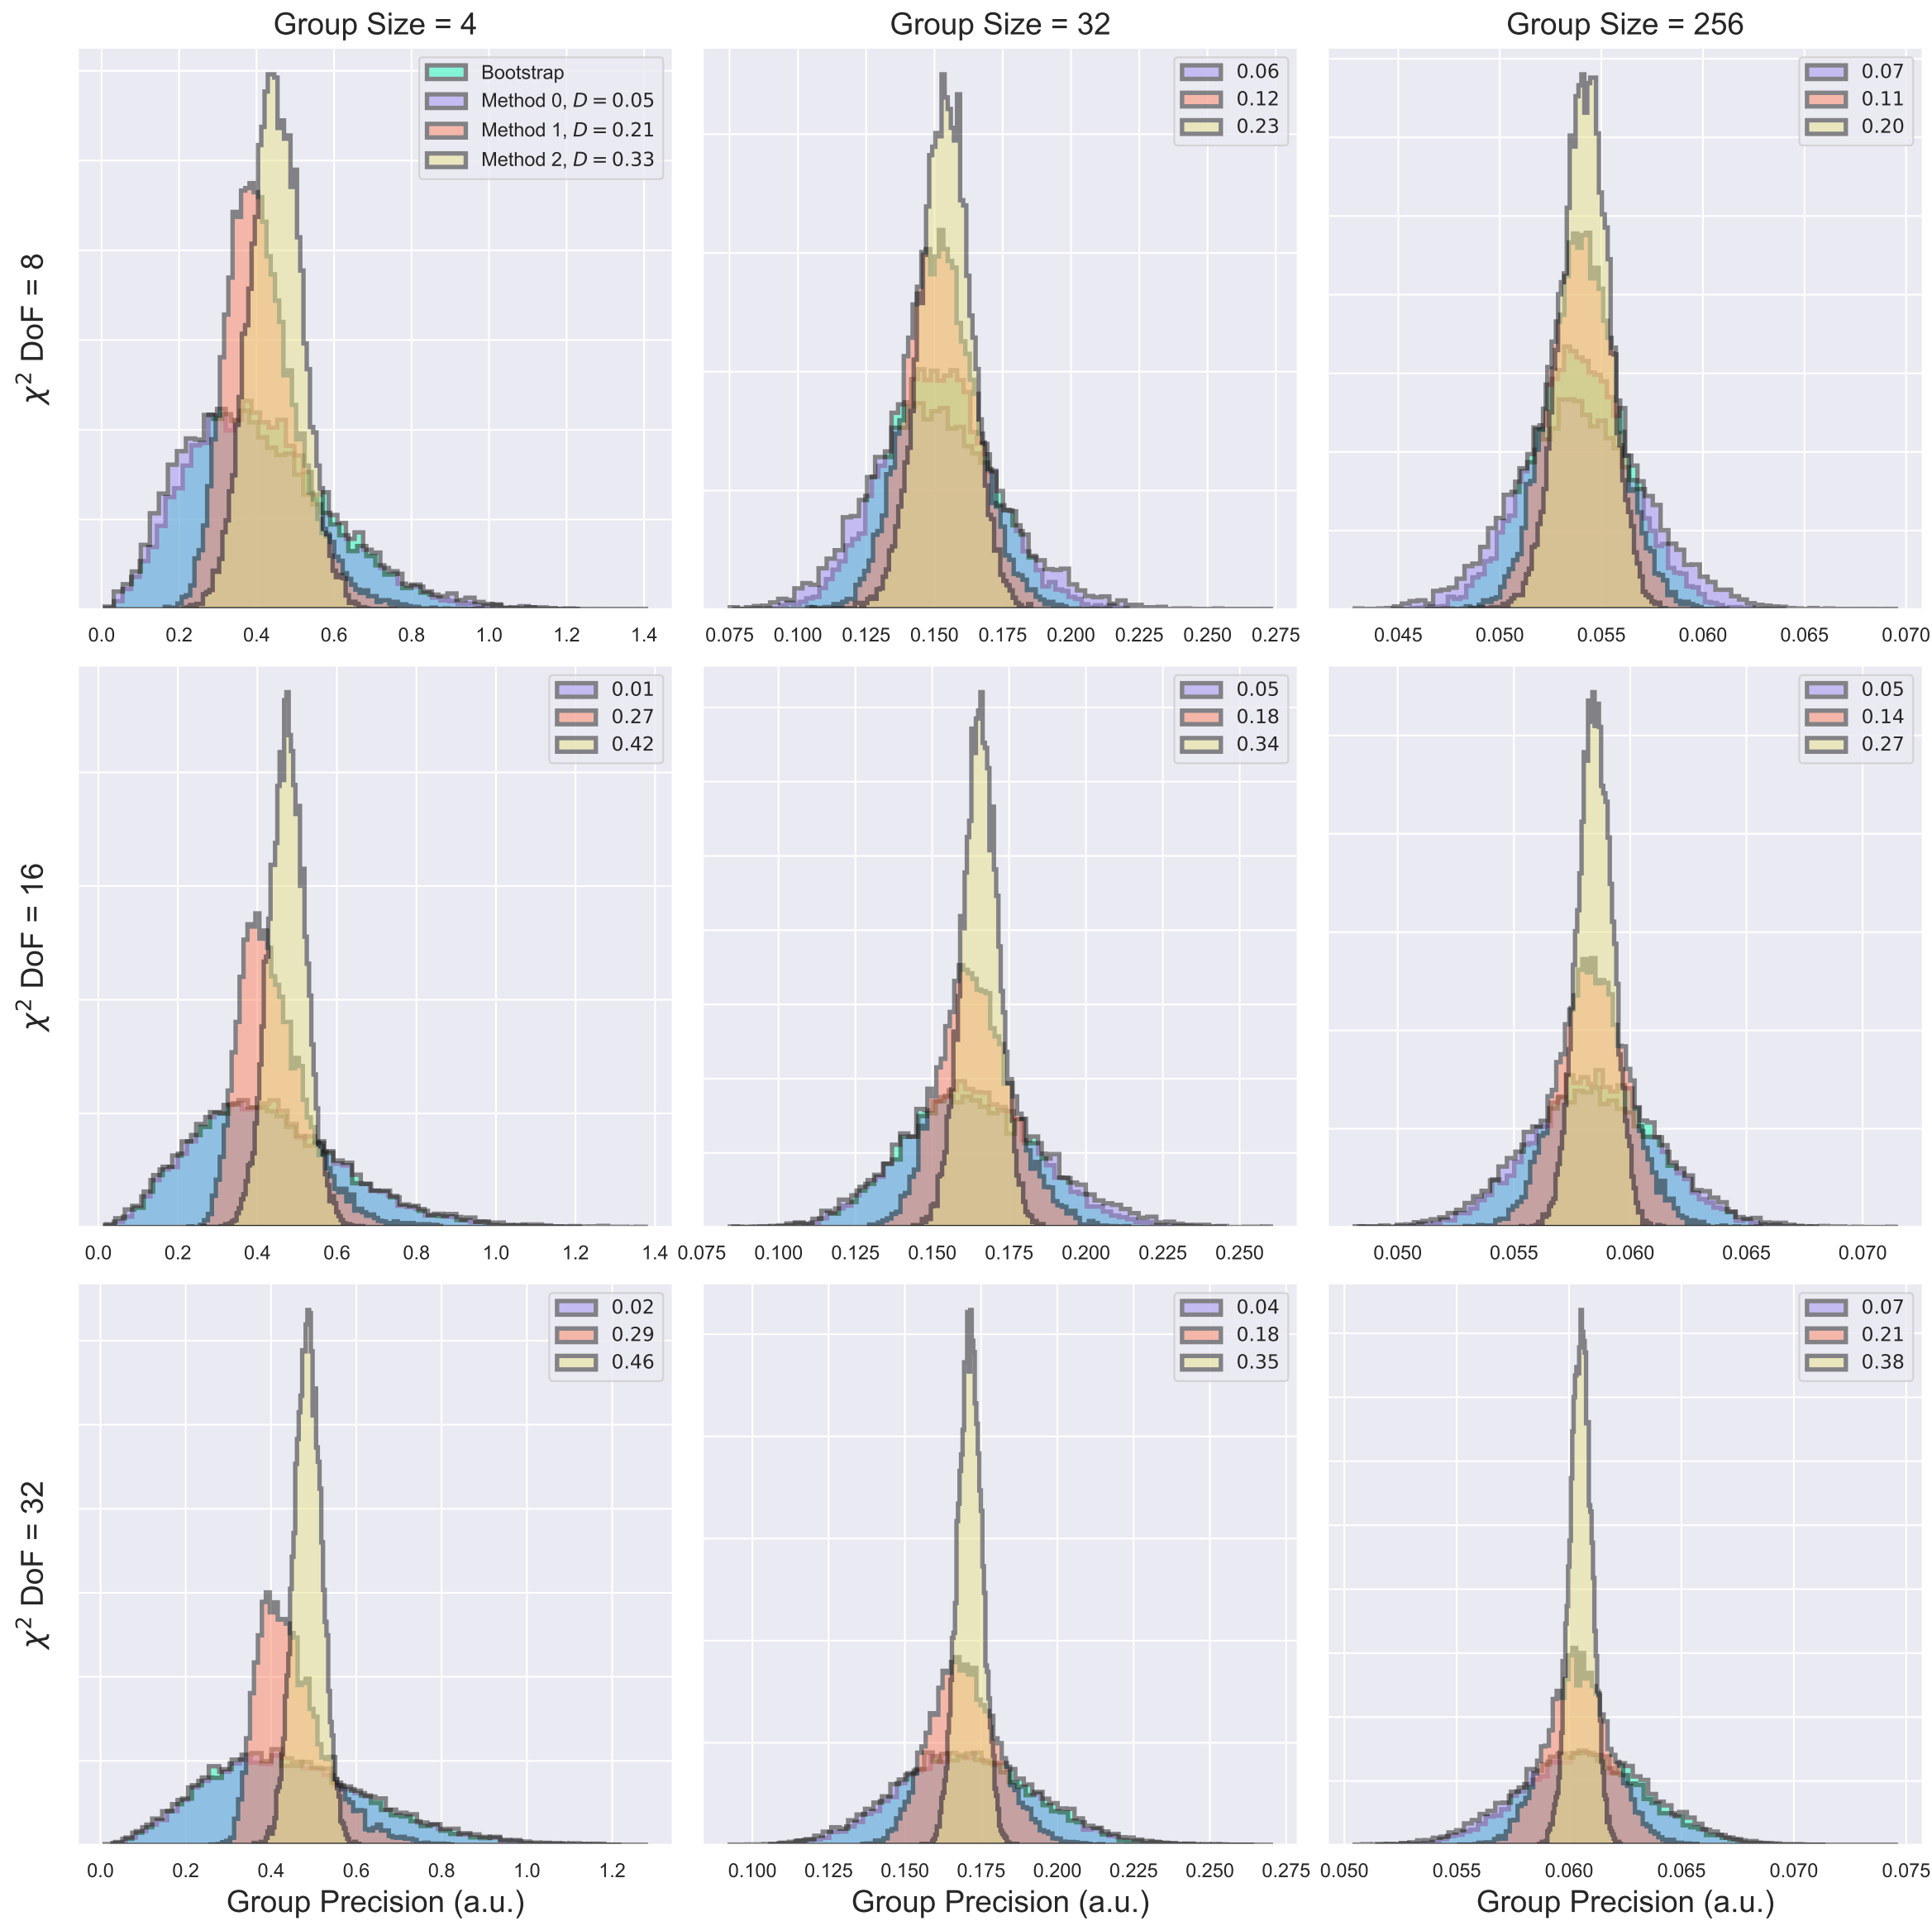 Group Size = 4
Group Size = 32
Group Size = 256
Bootstrap
Method 0, D = 0.05
Method 1, D = 0.21
Method 2, D = 0.33
0.06
0.12
0.23
0.07
0.11
0.20
χ² DoF = 8
0.0 0.2 0.4 0.6 0.8 1.0 1.2 1.4
0.075 0.100 0.125 0.150 0.175 0.200 0.225 0.250 0.275
0.045 0.050 0.055 0.060 0.065 0.070
0.01
0.27
0.42
0.05
0.18
0.34
0.05
0.14
0.27
χ² DoF = 16
0.0 0.2 0.4 0.6 0.8 1.0 1.2 1.4
0.075 0.100 0.125 0.150 0.175 0.200 0.225 0.250
0.050 0.055 0.060 0.065 0.070
0.02
0.29
0.46
0.04
0.18
0.35
0.07
0.21
0.38
χ² DoF = 32
0.0 0.2 0.4 0.6 0.8 1.0 1.2
0.100 0.125 0.150 0.175 0.200 0.225 0.250 0.275
0.050 0.055 0.060 0.065 0.070 0.075
Group Precision (a.u.)
Group Precision (a.u.)
Group Precision (a.u.)